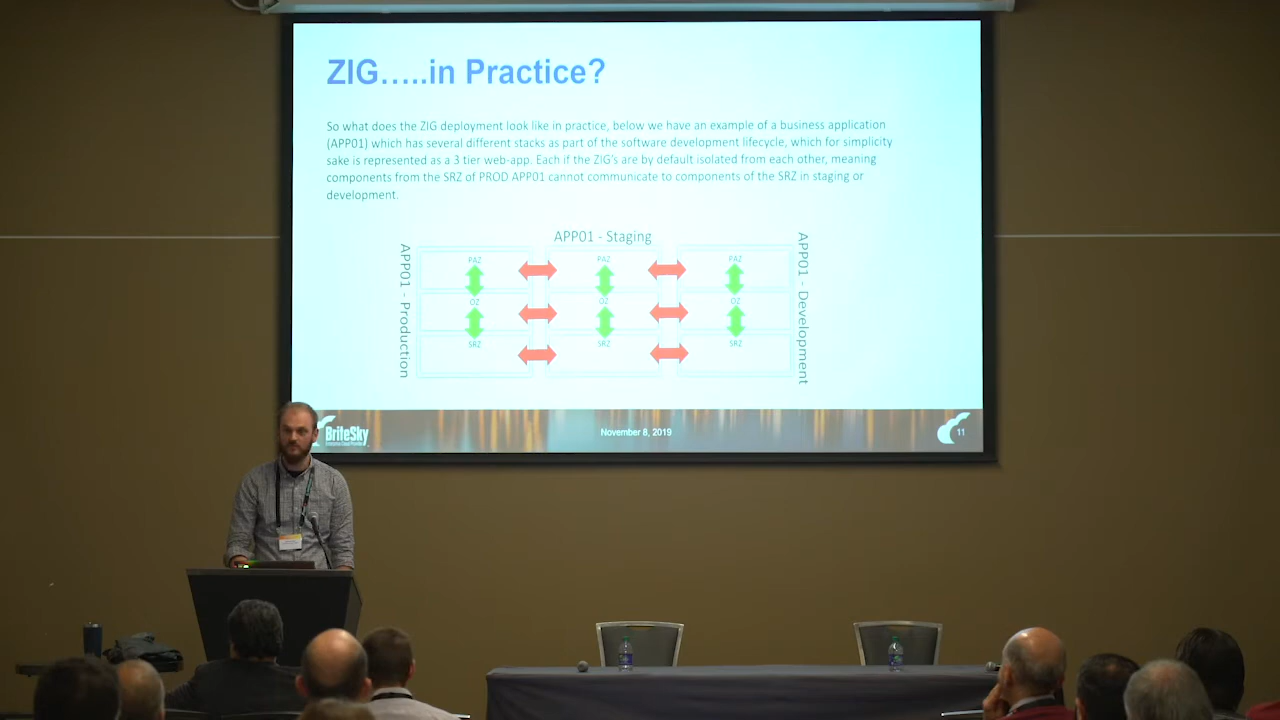 ZIG…..in Practice?
So what does the ZIG deployment look like in practice, below we have an example of a business application
(APP01) which has several different stacks as part of the software development lifecycle, which for simplicity
sake is represented as a 3 tier web-app. Each if the ZIG's are by default isolated from each other, meaning
components from the SRZ of PROD APP01 cannot communicate to components of the SRZ in staging or
development.
APP01 - Staging
APP01 - Production
APP01 - Development
PAZ
PAZ
PAZ
OZ
OZ
OZ
SRZ
SRZ
SRZ
BriteSky
November 8, 2019
11